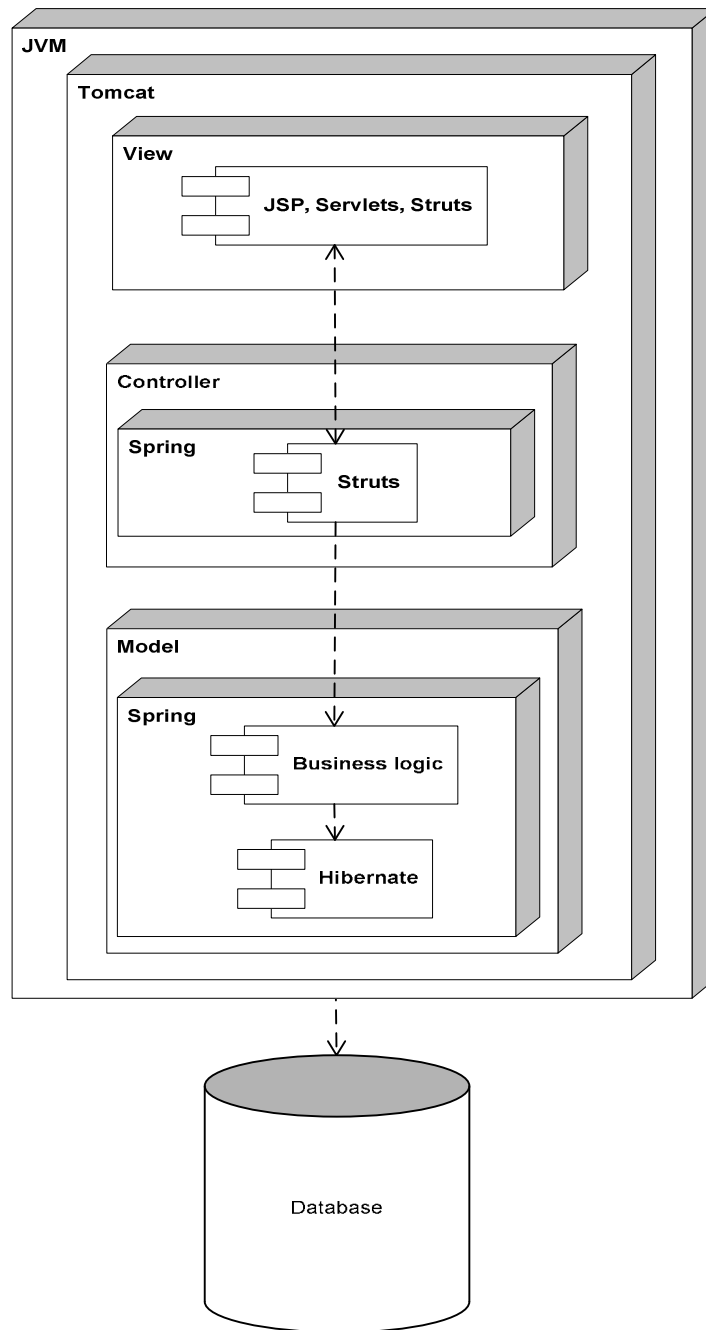 JVM
Tomcat
View
JSP, Servlets, Struts
Controller
Spring
Struts
Model
Spring
Business logic
Hibernate
Database